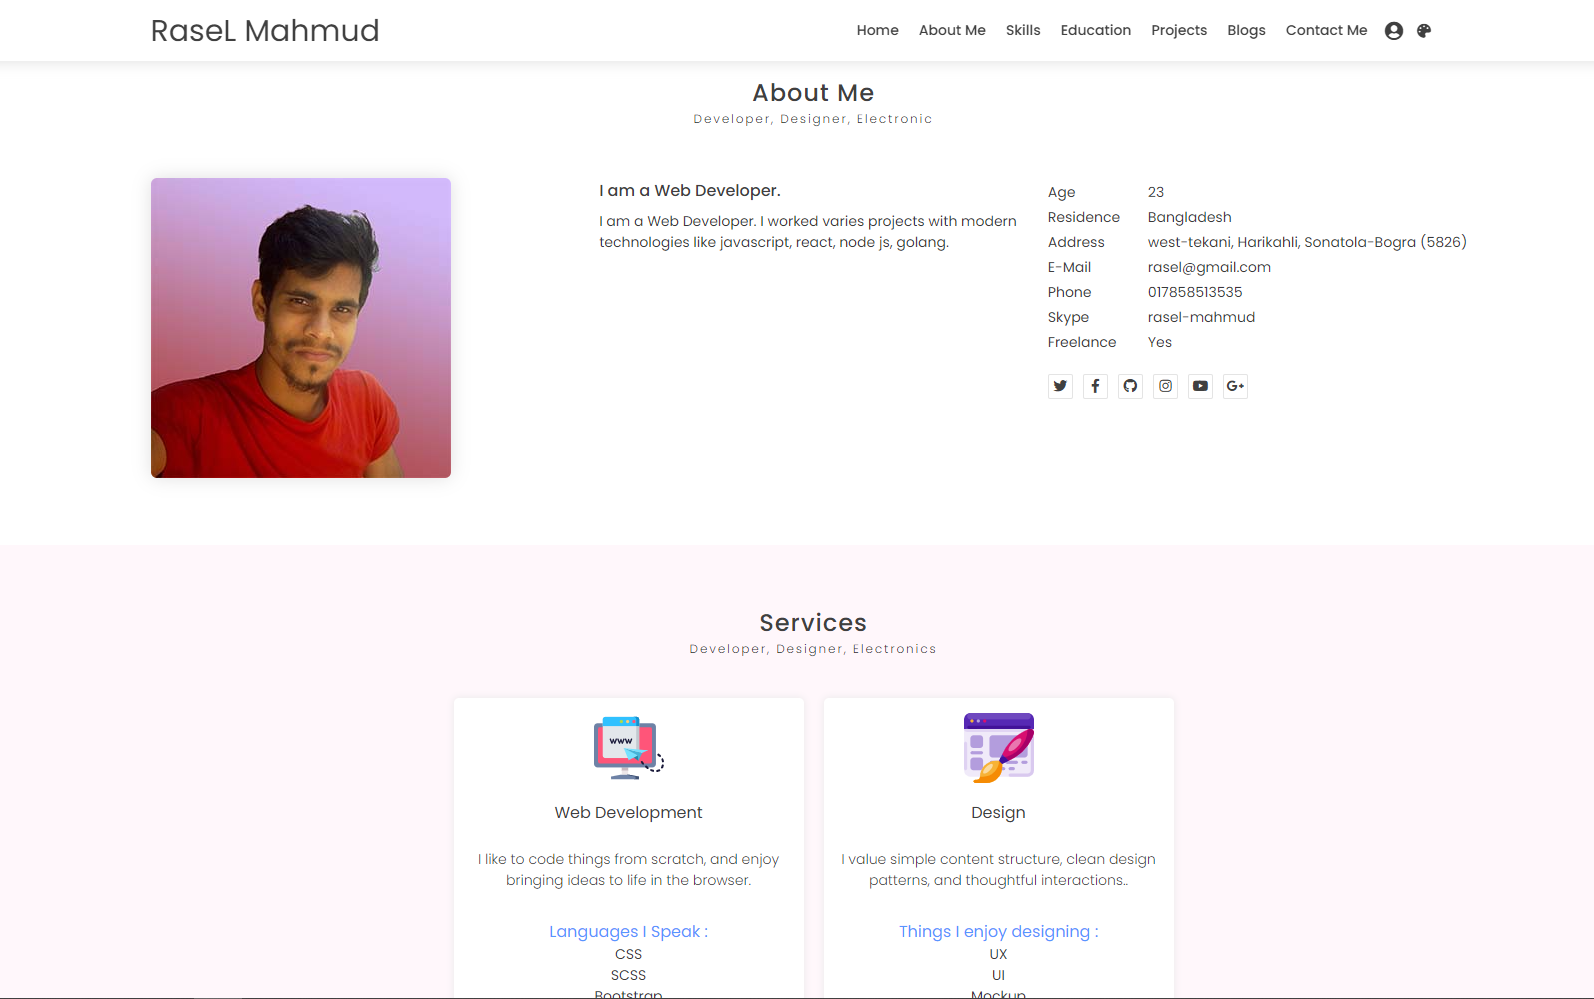 RaseL Mahmud
Home About Me Skills Education Projects Blogs Contact Me
About Me
Developer, Designer, Electronic
I am a Web Developer.
I am a Web Developer. I worked varies projects with modern
technologies like javascript, react, node js, golang.
Age 23
Residence Bangladesh
Address west-tekani, Harikahli, Sonatola-Bogra (5826)
E-Mail rasel@gmail.com
Phone 017858513535
Skype rasel-mahmud
Freelance Yes
Services
Developer, Designer, Electronics
www
Web Development
I like to code things from scratch, and enjoy
bringing ideas to life in the browser.
Languages I Speak :
CSS
SCSS
Bootstrap
Design
I value simple content structure, clean design
patterns, and thoughtful interactions..
Things I enjoy designing :
UX
UI
Mockup